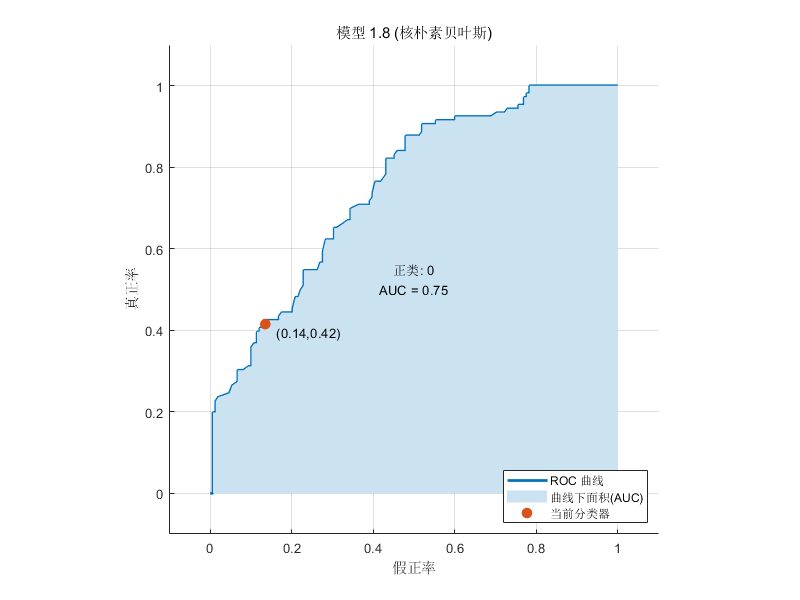 模型 1.8 (核朴素贝叶斯)
1
0.8
0.6
0.4
0.2
0
真正率
正类: 0
AUC = 0.75
(0.14,0.42)
ROC 曲线
曲线下面积(AUC)
当前分类器
0 0.2 0.4 0.6 0.8 1
假正率